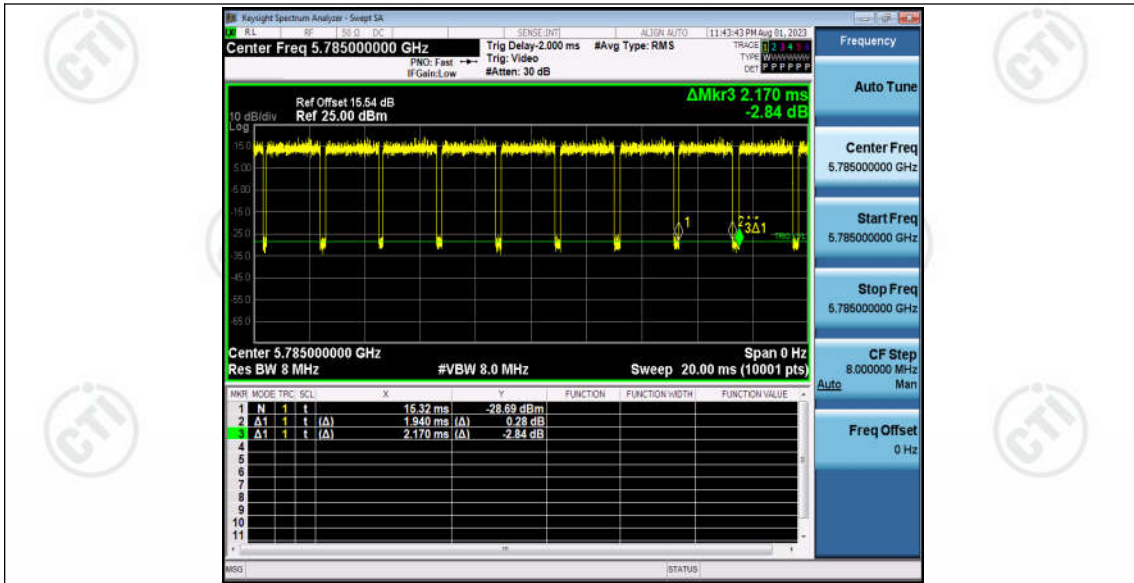 Keysight Spectrum Analyzer - Swept SA
RL RF 50 Ω DC SENSE:INT ALIGN AUTO 11:43:43 PM Aug 01, 2023
Center Freq 5.785000000 GHz
Trig Delay-2.000 ms #Avg Type: RMS
TRACE 1 2 3 4 5 6
PNO: Fast Trig: Video
TYPE
IFGain:Low #Atten: 30 dB
DET P P P P P P
ΔMkr3 2.170 ms
-2.84 dB
Ref Offset 15.54 dB
10 dB/div Ref 25.00 dBm
Log
15.0
5.00
-5.00
-15.0
-25.0
-35.0
-45.0
-55.0
-65.0
1
3Δ1
Center 5.785000000 GHz Span 0 Hz
Res BW 8 MHz #VBW 8.0 MHz Sweep 20.00 ms (10001 pts)
MKR MODE TRC SCL X Y FUNCTION FUNCTION WIDTH FUNCTION VALUE
1 N 1 t 15.32 ms -28.69 dBm
2 Δ1 1 t (Δ) 1.940 ms (Δ) 0.28 dB
3 Δ1 1 t (Δ) 2.170 ms (Δ) -2.84 dB
4
5
6
7
8
9
10
11
MSG STATUS
Frequency
Auto Tune
Center Freq
5.785000000 GHz
Start Freq
5.785000000 GHz
Stop Freq
5.785000000 GHz
CF Step
8.000000 MHz
Auto Man
Freq Offset
0 Hz
CTI
CTI
CTI
CTI